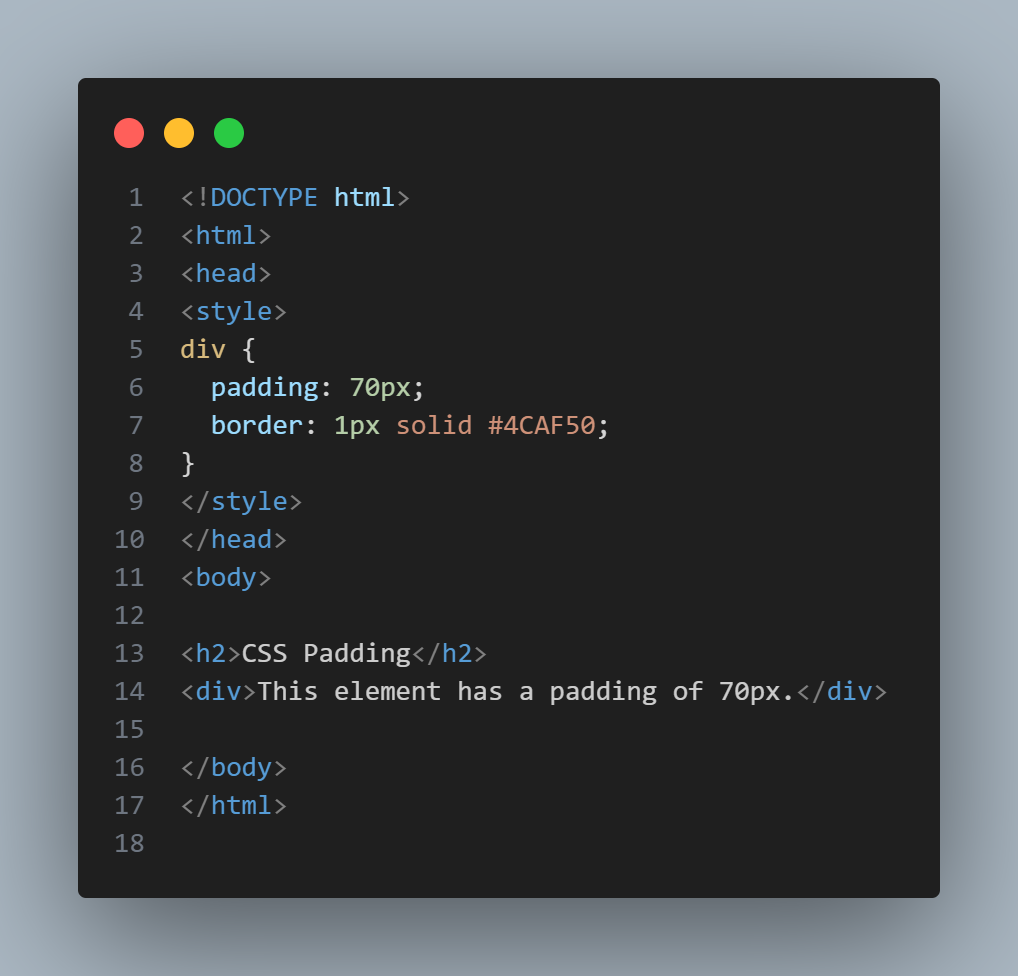 1 <!DOCTYPE html>
2 <html>
3 <head>
4 <style>
5 div {
6   padding: 70px;
7   border: 1px solid #4CAF50;
8 }
9 </style>
10 </head>
11 <body>
12
13 <h2>CSS Padding</h2>
14 <div>This element has a padding of 70px.</div>
15
16 </body>
17 </html>
18